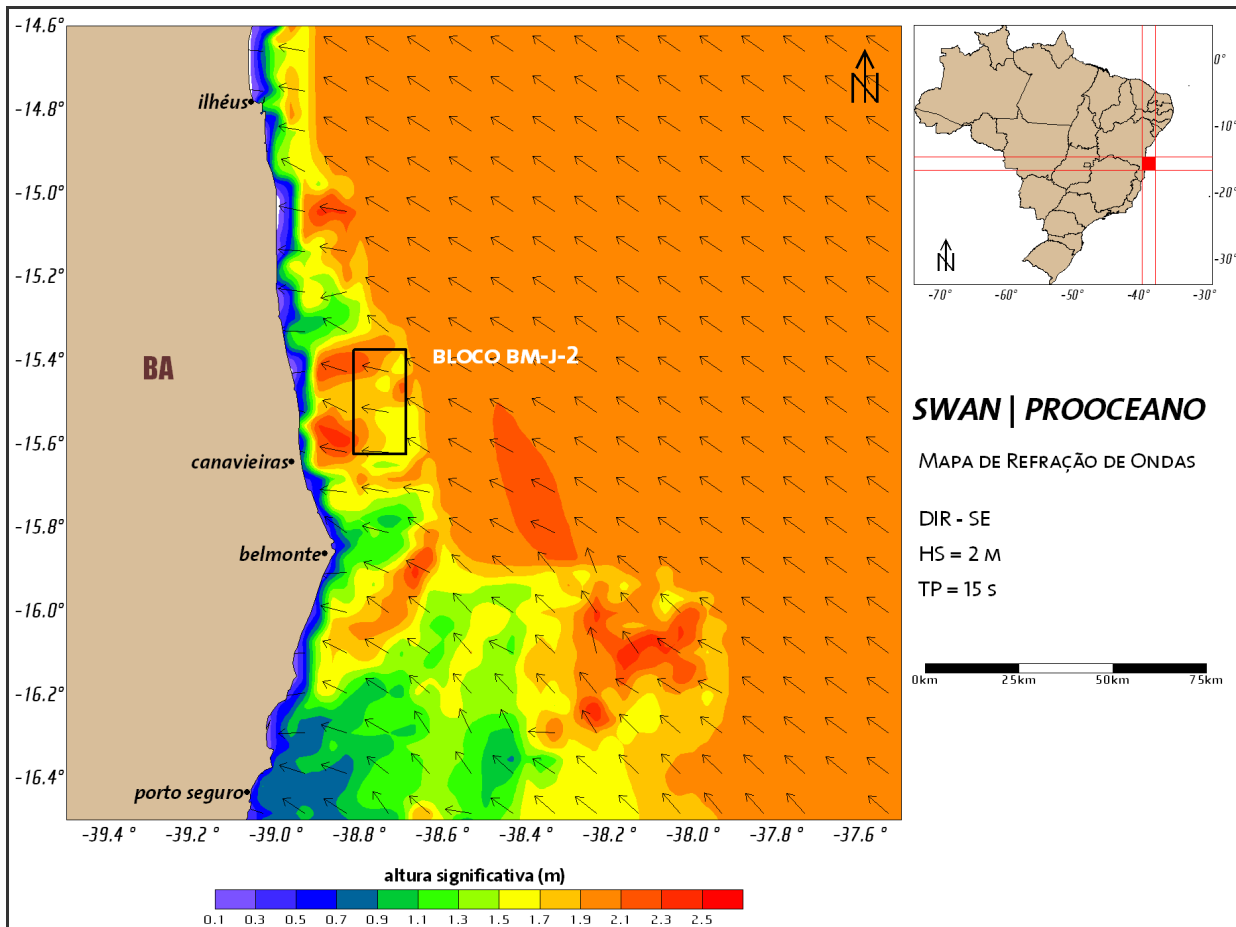 -14.6°
-14.8°
-15.0°
-15.2°
-15.4°
-15.6°
-15.8°
-16.0°
-16.2°
-16.4°
ilhéus
BA
BLOCO BM-J-2
canavieiras
belmonte
porto seguro
N
-39.4 °
-39.2 °
-39.0 °
-38.8 °
-38.6 °
-38.4 °
-38.2 °
-38.0 °
-37.8 °
-37.6 °
altura significativa (m)
0.1 0.3 0.5 0.7 0.9 1.1 1.3 1.5 1.7 1.9 2.1 2.3 2.5
0°
-10°
-20°
-30°
N
-70° -60° -50° -40° -30°
SWAN | PROOCEANO
MAPA DE REFRAÇÃO DE ONDAS
DIR - SE
HS = 2 M
TP = 15 S
0km 25km 50km 75km